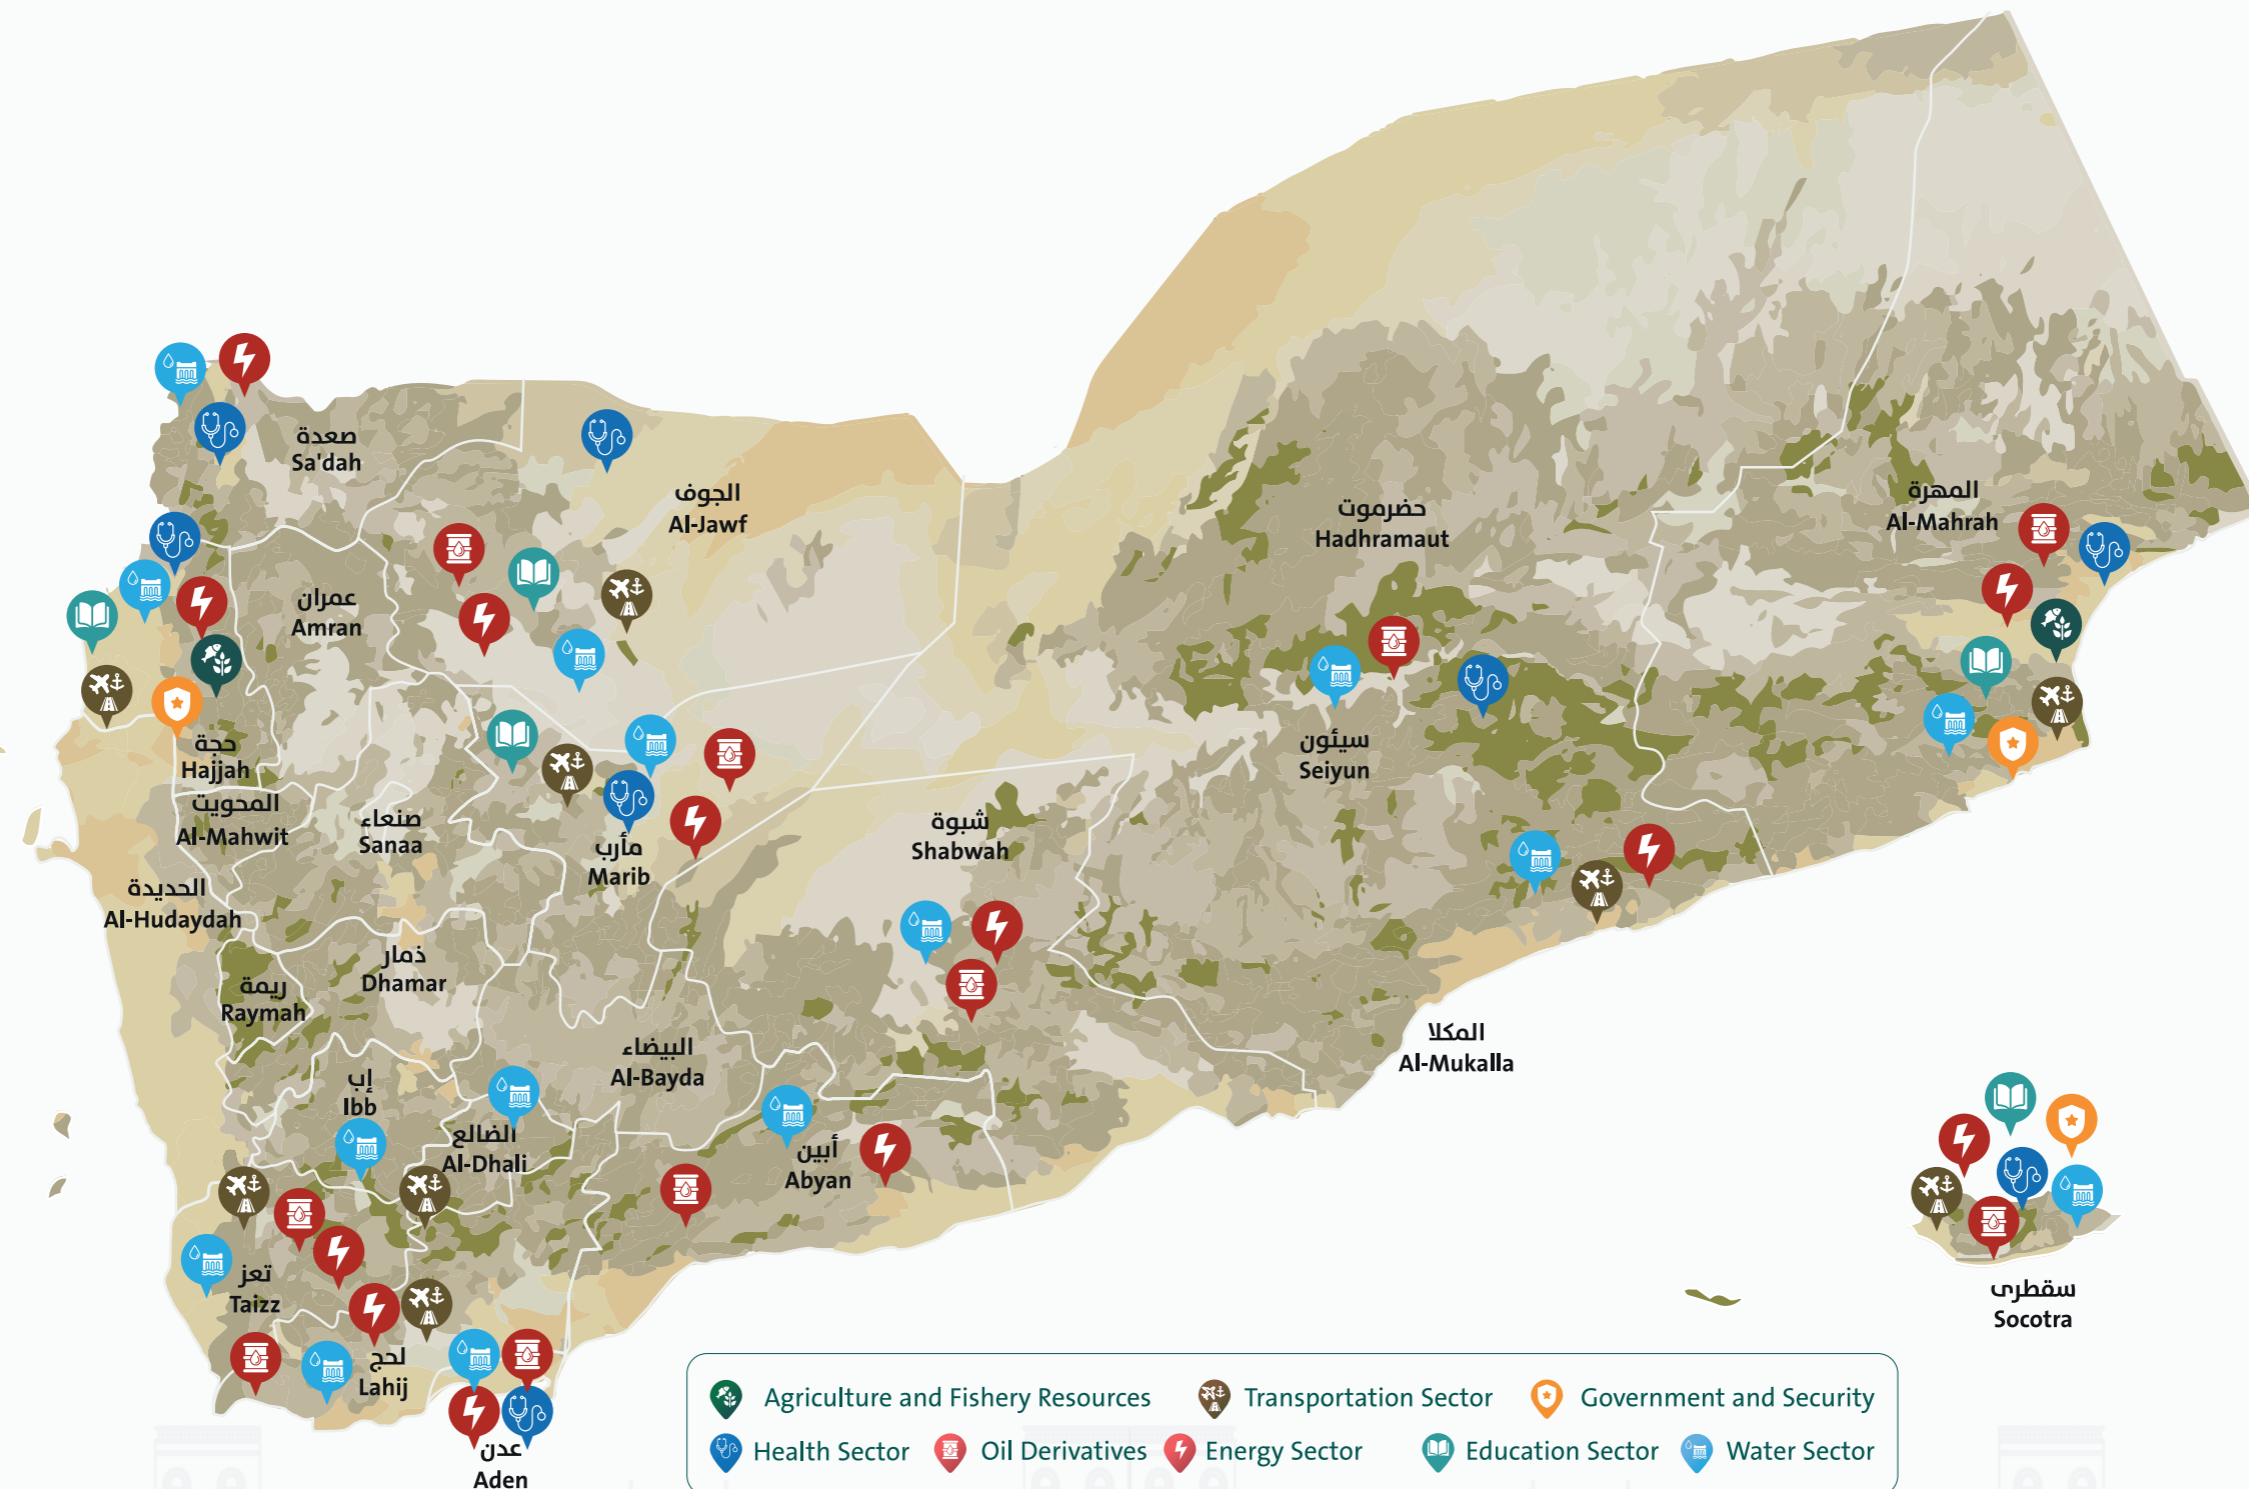 صعدة
Sa'dah
الجوف
Al-Jawf
حضرموت
Hadhramaut
المهرة
Al-Mahrah
عمران
Amran
حجة
Hajjah
المحويت
Al-Mahwit
صنعاء
Sanaa
مأرب
Marib
شبوة
Shabwah
سيئون
Seiyun
الحديدة
Al-Hudaydah
ذمار
Dhamar
ريمة
Raymah
البيضاء
Al-Bayda
المكلا
Al-Mukalla
إب
Ibb
الضالع
Al-Dhali
أبين
Abyan
تعز
Taizz
لحج
Lahij
عدن
Aden
سقطرى
Socotra
Agriculture and Fishery Resources
Transportation Sector
Government and Security
Health Sector
Oil Derivatives
Energy Sector
Education Sector
Water Sector